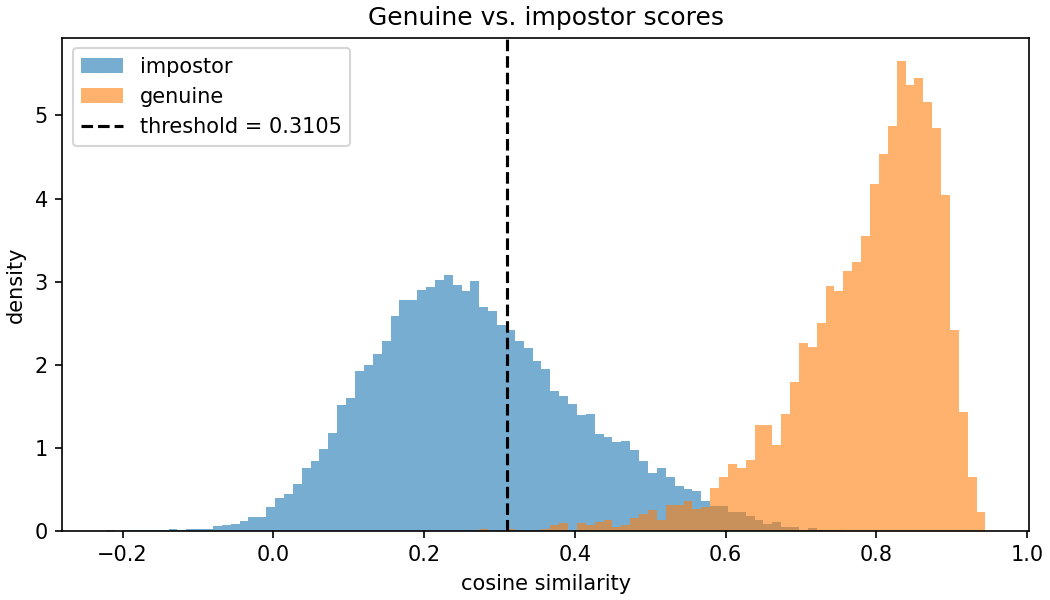 Genuine vs. impostor scores
impostor
genuine
threshold = 0.3105
density
5
4
3
2
1
0
−0.2
0.0
0.2
0.4
0.6
0.8
1.0
cosine similarity